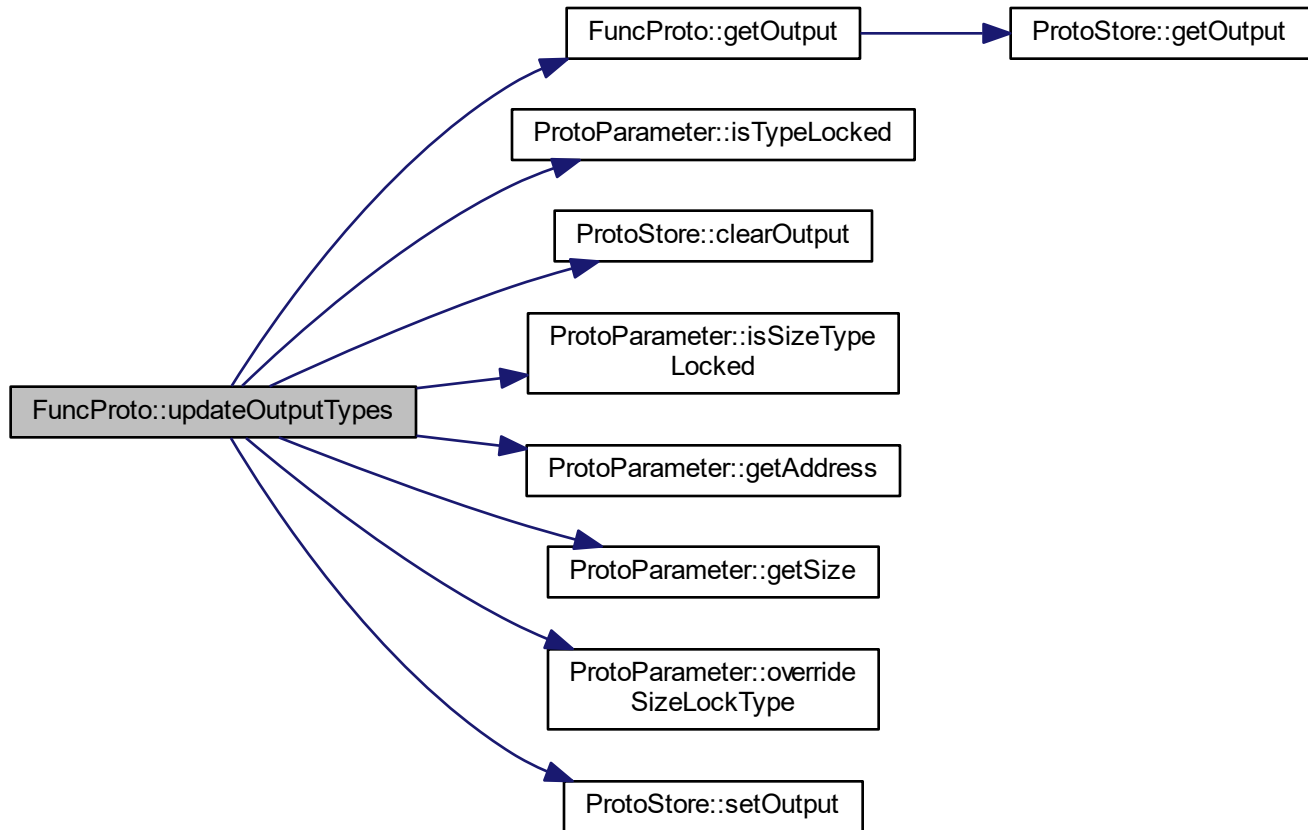 FuncProto::getOutput
ProtoStore::getOutput
ProtoParameter::isTypeLocked
ProtoStore::clearOutput
ProtoParameter::isSizeType
Locked
FuncProto::updateOutputTypes
ProtoParameter::getAddress
ProtoParameter::getSize
ProtoParameter::override
SizeLockType
ProtoStore::setOutput